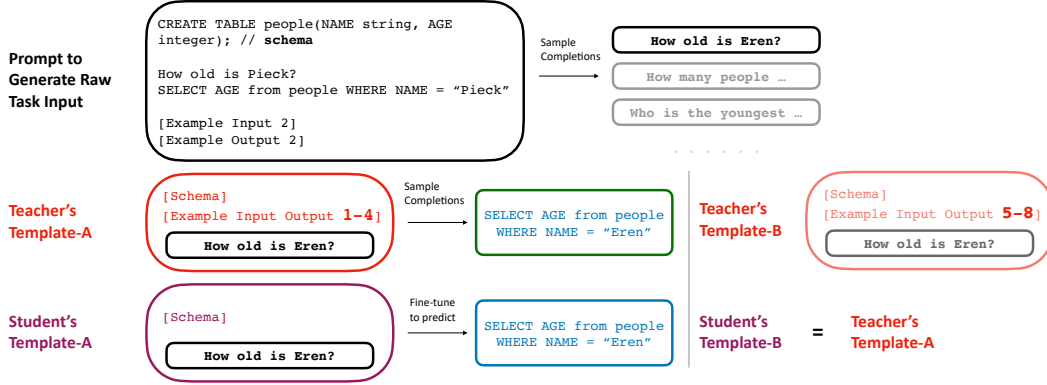 Prompt to
Generate Raw
Task Input
CREATE TABLE people(NAME string, AGE
integer); // schema
How old is Pieck?
SELECT AGE from people WHERE NAME = “Pieck”
[Example Input 2]
[Example Output 2]
Sample
Completions
How old is Eren?
How many people …
Who is the youngest …
. . . . . .
Teacher’s
Template-A
[Schema]
[Example Input Output 1-4]
How old is Eren?
Sample
Completions
SELECT AGE from people
WHERE NAME = “Eren”
Teacher’s
Template-B
[Schema]
[Example Input Output 5-8]
How old is Eren?
Student’s
Template-A
[Schema]
How old is Eren?
Fine-tune
to predict
SELECT AGE from people
WHERE NAME = “Eren”
Student’s
Template-B
=
Teacher’s
Template-A